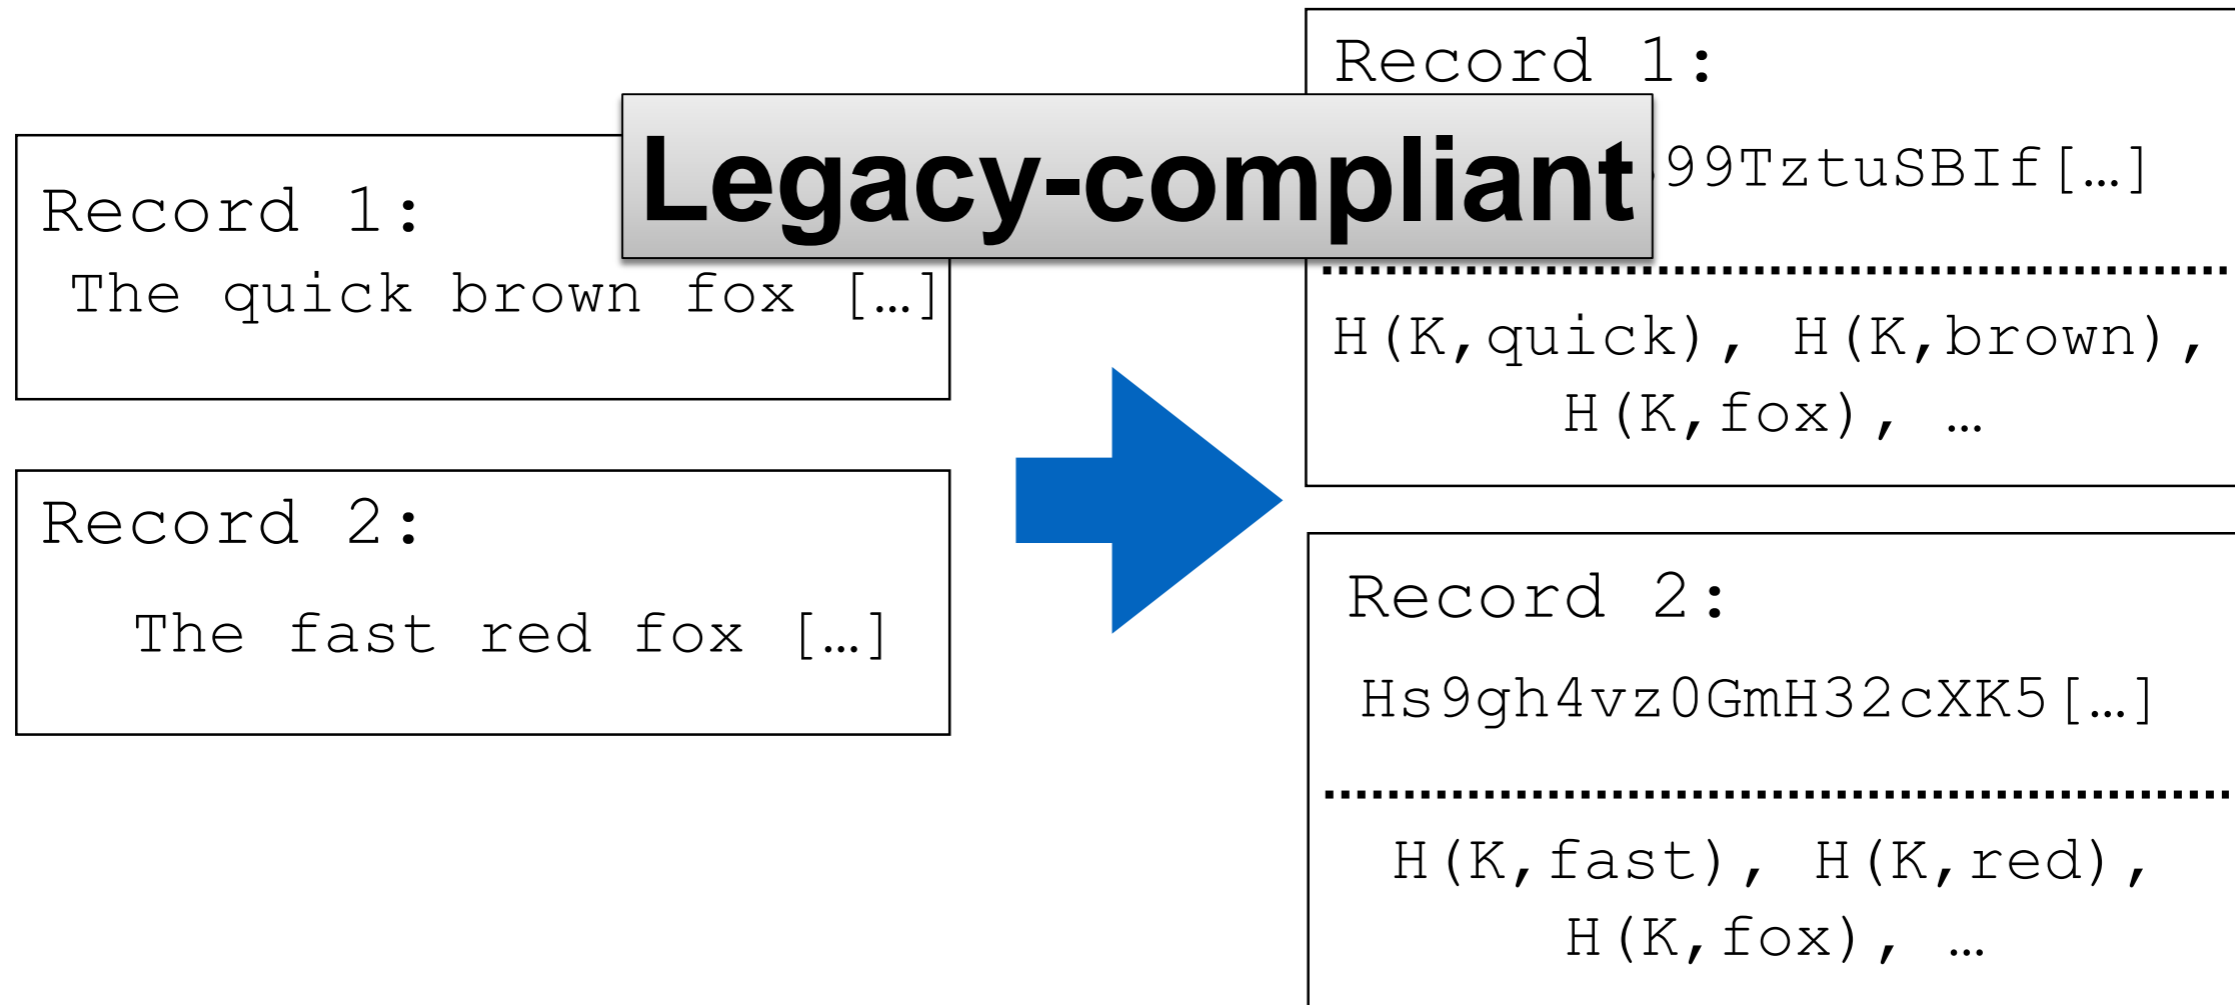 Legacy-compliant
Record 1:
The quick brown fox […]
Record 2:
The fast red fox […]
Record 1:
99TztuSBIf[…]
H(K,quick), H(K,brown),
H(K,fox), …
Record 2:
Hs9gh4vz0GmH32cXK5[…]
H(K,fast), H(K,red),
H(K,fox), …